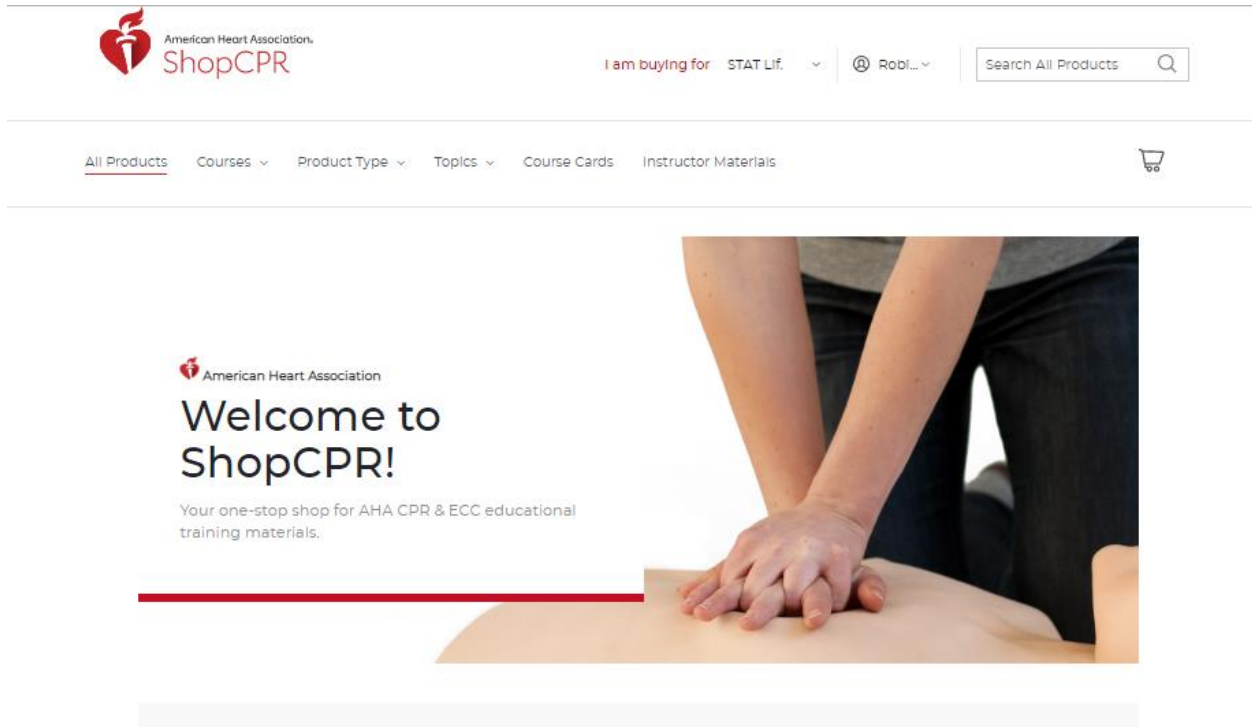 American Heart Association®
ShopCPR
I am buying for STAT Lif.
Robi...
Search All Products
All Products Courses Product Type Topics Course Cards Instructor Materials
American Heart Association
Welcome to
ShopCPR!
Your one-stop shop for AHA CPR & ECC educational
training materials.